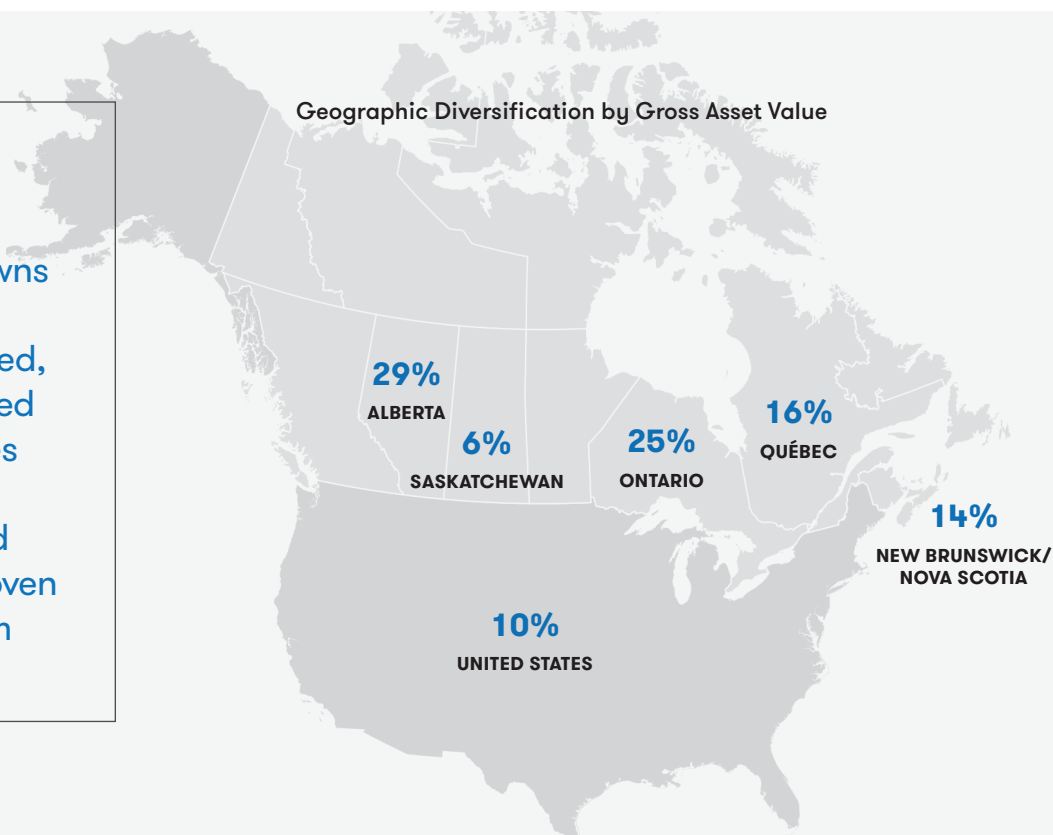 Geographic Diversification by Gross Asset Value
29%
ALBERTA
6%
SASKATCHEWAN
25%
ONTARIO
16%
QUÉBEC
14%
NEW BRUNSWICK/
NOVA SCOTIA
10%
UNITED STATES